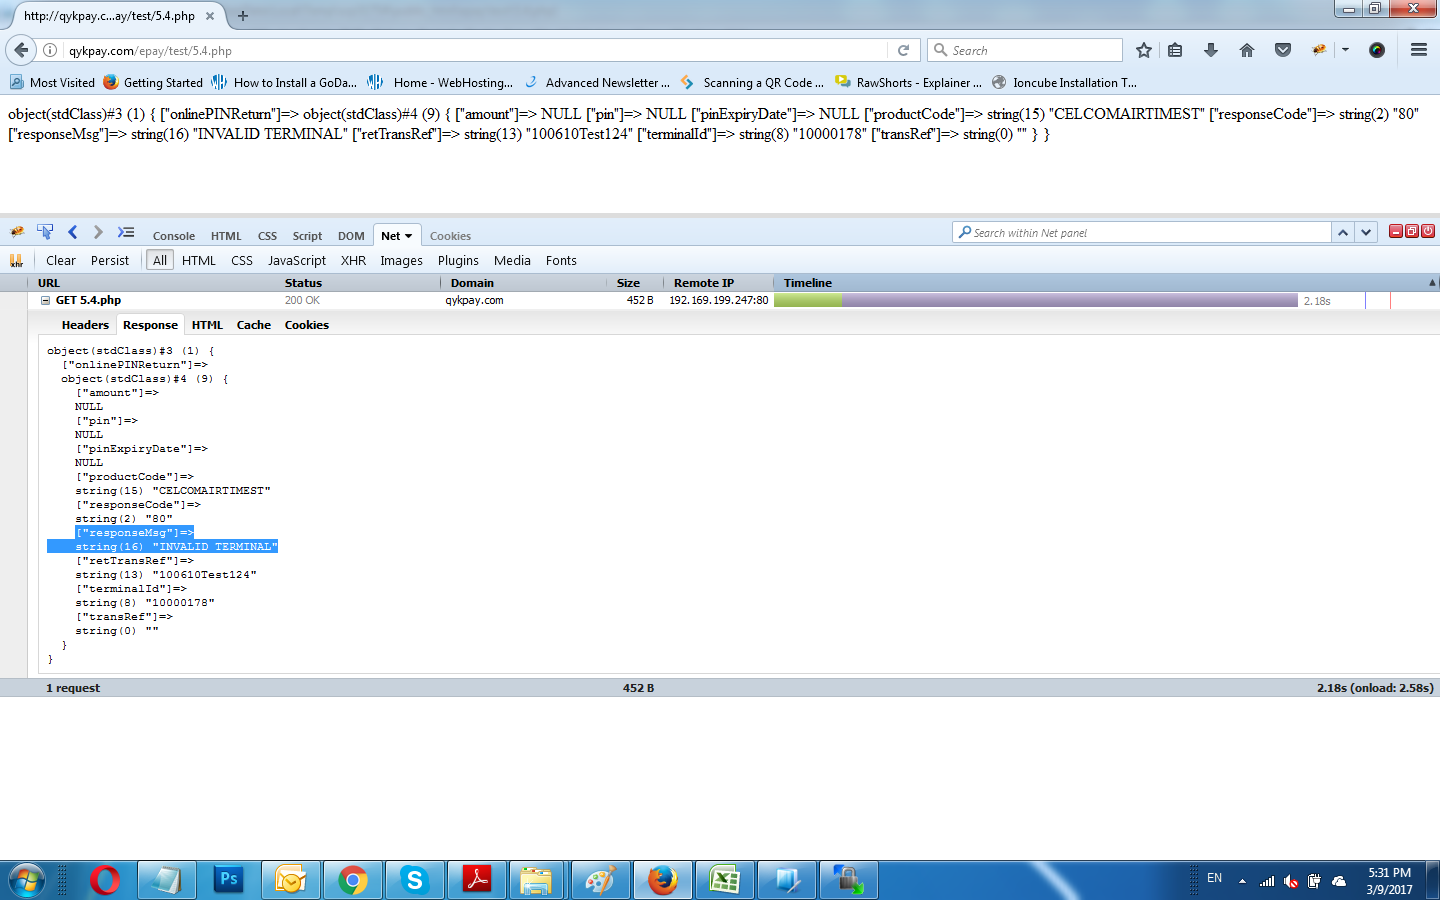 http://qykpay.c...ay/test/5.4.php
qykpay.com/epay/test/5.4.php
Search
Most Visited Getting Started How to Install a GoDa... Home - WebHosting... Advanced Newsletter ... Scanning a QR Code ... RawShorts - Explainer ... Ioncube Installation T...
object(stdClass)#3 (1) { ["onlinePINReturn"]=> object(stdClass)#4 (9) { ["amount"]=> NULL ["pin"]=> NULL ["pinExpiryDate"]=> NULL ["productCode"]=> string(15) "CELCOMAIRTIMEST" ["responseCode"]=> string(2) "80"
["responseMsg"]=> string(16) "INVALID TERMINAL" ["retTransRef"]=> string(13) "100610Test124" ["terminalId"]=> string(8) "10000178" ["transRef"]=> string(0) "" } }
Console HTML CSS Script DOM Net Cookies
Search within Net panel
xhr Clear Persist All HTML CSS JavaScript XHR Images Plugins Media Fonts
URL Status Domain Size Remote IP Timeline
GET 5.4.php 200 OK qykpay.com 452 B 192.169.199.247:80 2.18s
Headers Response HTML Cache Cookies
object(stdClass)#3 (1) {
["onlinePINReturn"]=>
object(stdClass)#4 (9) {
["amount"]=>
NULL
["pin"]=>
NULL
["pinExpiryDate"]=>
NULL
["productCode"]=>
string(15) "CELCOMAIRTIMEST"
["responseCode"]=>
string(2) "80"
["responseMsg"]=>
string(16) "INVALID TERMINAL"
["retTransRef"]=>
string(13) "100610Test124"
["terminalId"]=>
string(8) "10000178"
["transRef"]=>
string(0) ""
}
}
1 request 452 B 2.18s (onload: 2.58s)
Ps
EN
5:31 PM
3/9/2017